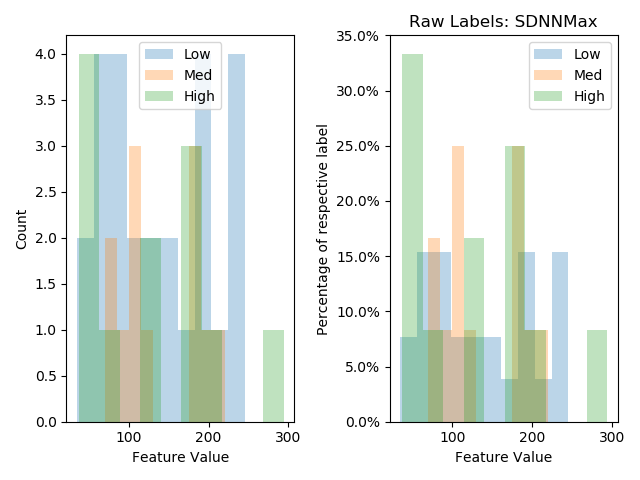 Raw Labels: SDNNMax
4.0
3.5
3.0
2.5
2.0
1.5
1.0
0.5
0.0
Count
100
200
300
Feature Value
Low
Med
High
35.0%
30.0%
25.0%
20.0%
15.0%
10.0%
5.0%
0.0%
Percentage of respective label
100
200
300
Feature Value
Low
Med
High